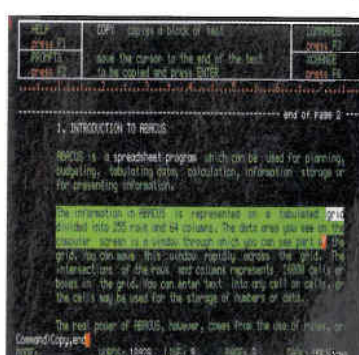 HELP COPY copies a block of text COMMANDS
press F1 press F3
PROMPTS move the cursor to the end of the text XCHANGE
press F2 to be copied and press ENTER press F4
end of page 2
1. INTRODUCTION TO ABACUS
ABACUS is a spreadsheet program which can be used for planning,
budgeting, tabulating data, calculation, information storage or
for presenting information.
The information in ABACUS is represented on a tabulated grid
divided into 255 rows and 64 columns. The data area you see on the
computer screen is a window through which you can see part of the
grid. You can move this window rapidly across the grid. The
intersections of the rows and columns represents 16000 cells or
boxes in the grid. You can enter text into any cell or cells, or
the cells may be used for the storage of numbers or data.
The real power of ABACUS, however, comes from the use of rules, or
Command>Copy,end